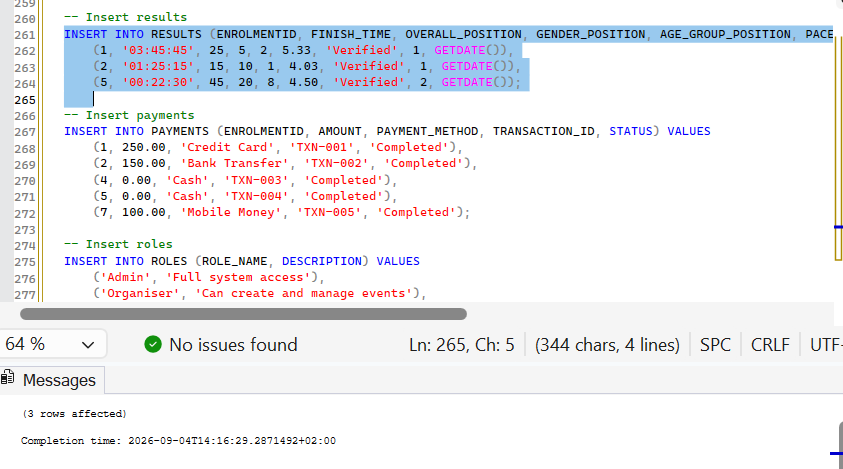 259
260 -- Insert results
261 INSERT INTO RESULTS (ENROLMENTID, FINISH_TIME, OVERALL_POSITION, GENDER_POSITION, AGE_GROUP_POSITION, PACE
262 (1, '03:45:45', 25, 5, 2, 5.33, 'Verified', 1, GETDATE()),
263 (2, '01:25:15', 15, 10, 1, 4.03, 'Verified', 1, GETDATE()),
264 (5, '00:22:30', 45, 20, 8, 4.50, 'Verified', 2, GETDATE());
265
266 -- Insert payments
267 INSERT INTO PAYMENTS (ENROLMENTID, AMOUNT, PAYMENT_METHOD, TRANSACTION_ID, STATUS) VALUES
268 (1, 250.00, 'Credit Card', 'TXN-001', 'Completed'),
269 (2, 150.00, 'Bank Transfer', 'TXN-002', 'Completed'),
270 (4, 0.00, 'Cash', 'TXN-003', 'Completed'),
271 (5, 0.00, 'Cash', 'TXN-004', 'Completed'),
272 (7, 100.00, 'Mobile Money', 'TXN-005', 'Completed');
273
274 -- Insert roles
275 INSERT INTO ROLES (ROLE_NAME, DESCRIPTION) VALUES
276 ('Admin', 'Full system access'),
277 ('Organiser', 'Can create and manage events'),
64 % No issues found Ln: 265, Ch: 5 (344 chars, 4 lines) SPC CRLF UTF-
Messages
(3 rows affected)
Completion time: 2026-09-04T14:16:29.2871492+02:00